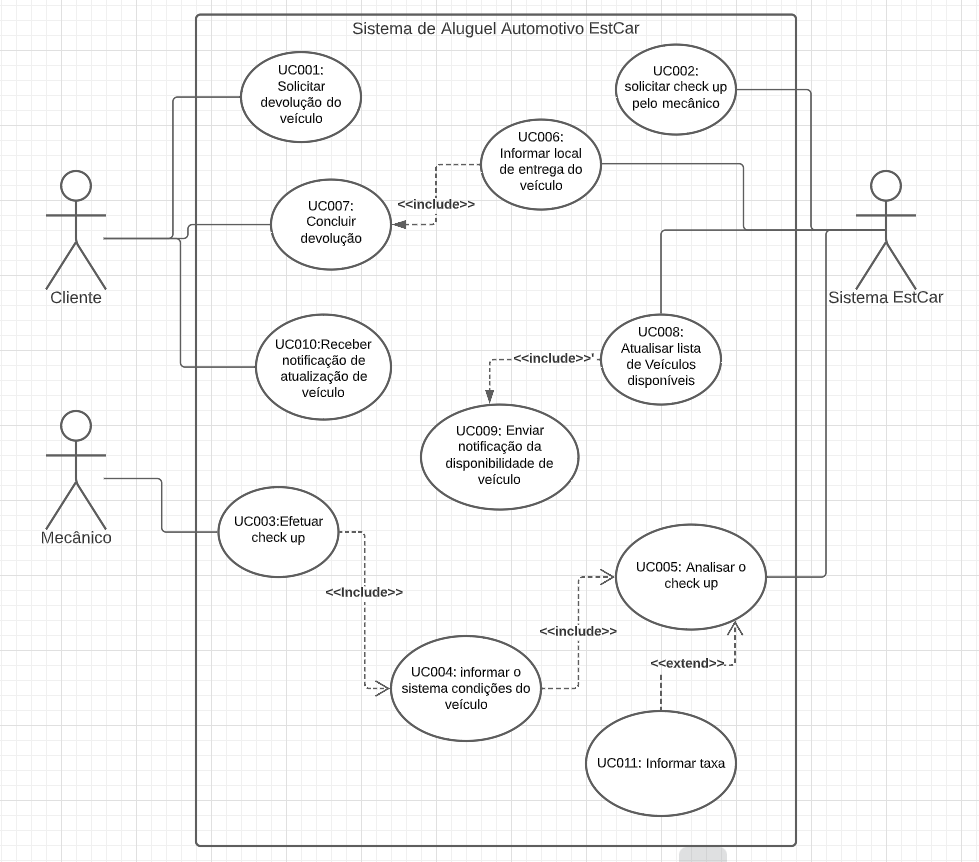 Sistema de Aluguel Automotivo EstCar
UC001:
Solicitar
devolução do
veículo
UC002:
solicitar check up
pelo mecânico
UC006:
Informar local
de entrega do
veículo
<<include>>
UC007:
Concluir
devolução
Cliente
Sistema EstCar
UC010:Receber
notificação de
atualização de
veículo
UC008:
Atualisar lista
de Veículos
disponíveis
<<include>>'
UC009: Enviar
notificação da
disponibilidade de
veículo
Mecânico
UC003:Efetuar
check up
<<Include>>
UC005: Analisar o
check up
<<include>>
UC004: informar o
sistema condições do
veículo
<<extend>>
UC011: Informar taxa